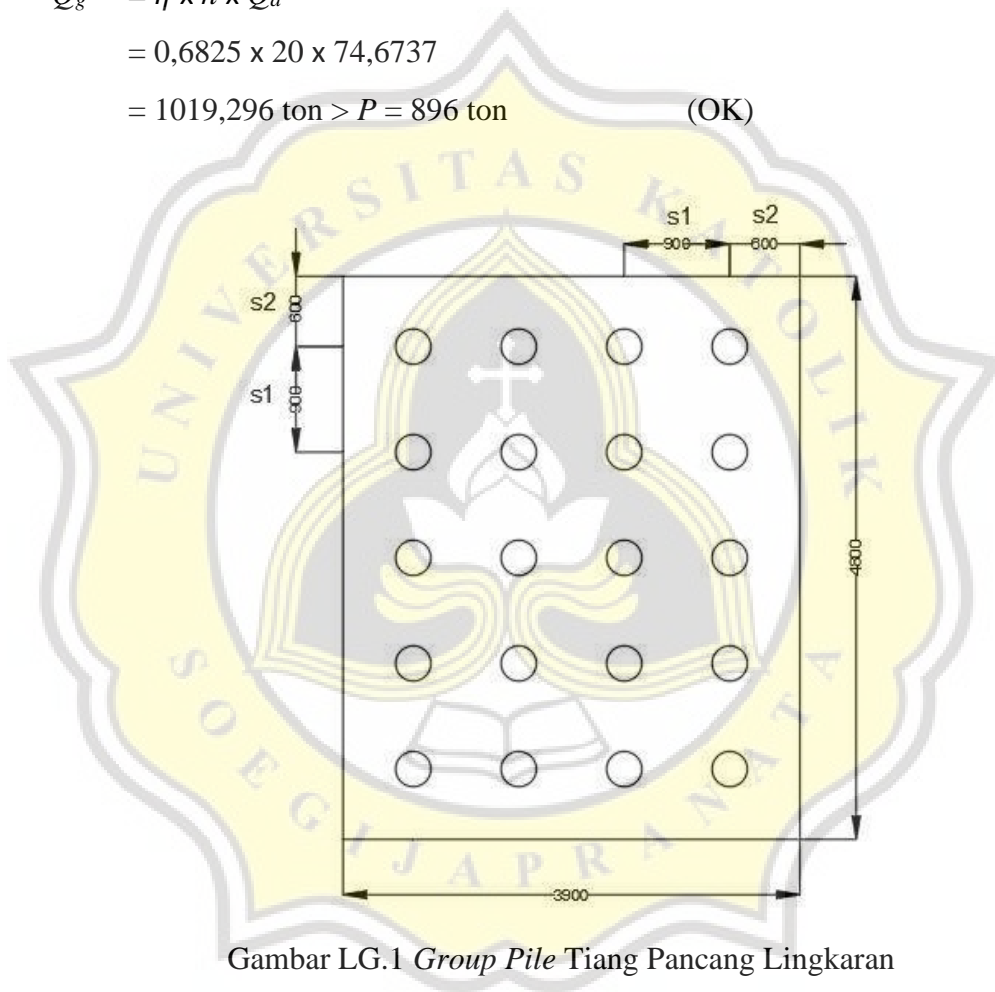 = 0,6825 x 20 x 74,6737
= 1019,296 ton > P = 896 ton (OK)
UNIVERSITAS KATOLIK
SOEGIJAPRANATA
s1 s2
900 600
s2 600
s1 900
4800
3900
Gambar LG.1 Group Pile Tiang Pancang Lingkaran